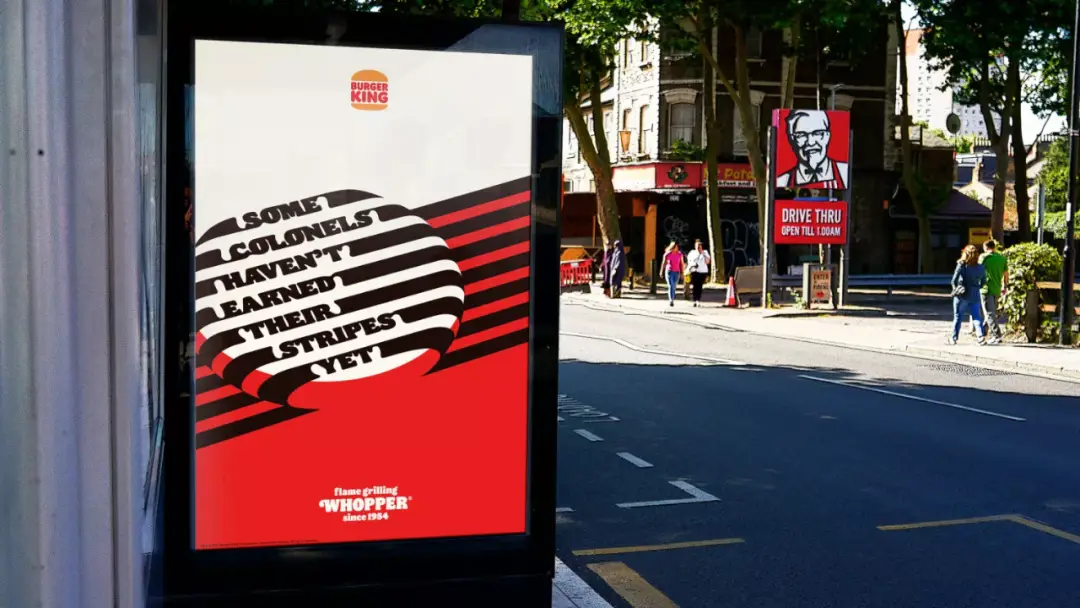 BURGER
KING
SOME
COLONELS
HAVEN'T
EARNED
THEIR
STRIPES
YET
flame grilling
WHOPPER®
since 1954
DRIVE THRU
OPEN TILL 1.00AM